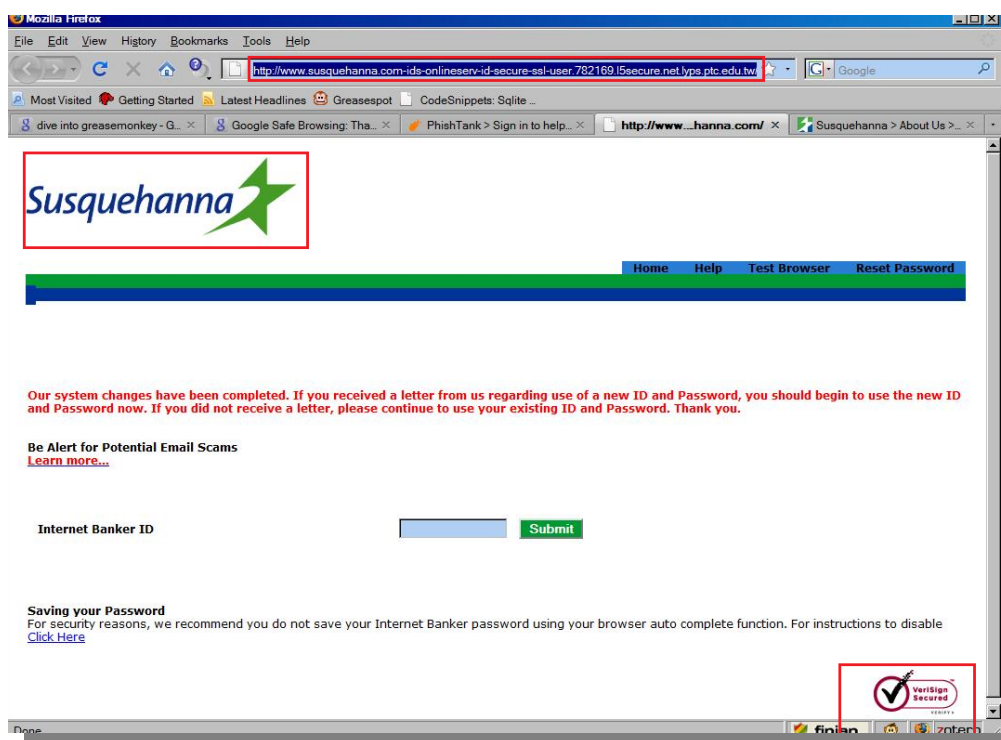 Mozilla Firefox
File Edit View History Bookmarks Tools Help
http://www.susquehanna.com-ids-onlineserv-id-secure-ssl-user.782169.l5secure.net.lyps.ptc.edu.tw/ G Google
Most Visited Getting Started Latest Headlines Greasespot CodeSnippets: Sqlite ...
dive into greasemonkey - G... Google Safe Browsing: Tha... PhishTank > Sign in to help... http://www....hanna.com/ Susquehanna > About Us >...
Susquehanna
Home Help Test Browser Reset Password
Our system changes have been completed. If you received a letter from us regarding use of a new ID and Password, you should begin to use the new ID
and Password now. If you did not receive a letter, please continue to use your existing ID and Password. Thank you.
Be Alert for Potential Email Scams
Learn more...
Internet Banker ID Submit
Saving your Password
For security reasons, we recommend you do not save your Internet Banker password using your browser auto complete function. For instructions to disable
Click Here
VeriSign
Secured
VERIFY
Done finjan zotero